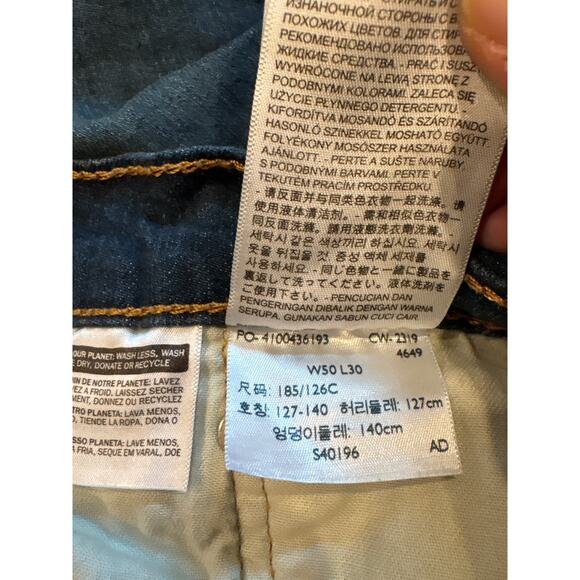 ИЗНАНОЧНОЙ СТОРОНЫ С В
ПОХОЖИХ ЦВЕТОВ. ДЛЯ СТИР
РЕКОМЕНДОВАНО ИСПОЛЬЗОВА
ЖИДКИЕ СРЕДСТВА. - PRAĆ I SUSZ
WYWRÓCONE NA LEWĄ STRONĘ Z
PODOBNYMI KOLORAMI. ZALECA SIĘ
UŻYCIE PŁYNNEGO DETERGENTU. -
KIFORDÍTVA MOSANDÓ ÉS SZÁRÍTANDÓ
HASONLÓ SZÍNEKKEL MOSHATÓ EGYÜTT.
FOLYÉKONY MOSÓSZER HASZNÁLATA
AJÁNLOTT. - PERTE A SUŠTE NARUBY,
S PODOBNÝMI BARVAMI. PERTE V
TEKUTÉM PRACÍM PROSTŘEDKU.
请反面并与同类色衣物一起洗涤。请
使用液体清洁剂。需和相似色衣物一
同反面洗滌。請用液態洗衣劑洗滌。-
세탁시 같은 색상끼리 하십시오. 세탁시
옷을 뒤집을 것. 중성 액체 세제를
사용하세요. - 同じ色物と一緒に製品を
裏返して洗ってください。液体洗剤をご
使用ください。- PENCUCIAN DAN
PENGERINGAN DIBALIK DENGAN WARNA
SERUPA. GUNAKAN SABUN CUCI CAIR.
PO- 4100436193 CW- 2319
4649
W50 L30
尺码: 185/126C
호칭: 127-140 허리둘레: 127cm
엉덩이둘레: 140cm
S40196 AD
OUR PLANET: WASH LESS, WASH
E DRY, DONATE OR RECYCLE
IN DE NOTRE PLANETE: LAVEZ
VEZ A FROID, LAISSEZ SECHER
MENT, DONNEZ OU RECYCLEZ
TRO PLANETA: LAVA MENOS,
O, TIENDE LA ROPA, DONA O
SSO PLANETA: LAVE MENOS,
A FRIA, SEQUE EM VARAL, DOE